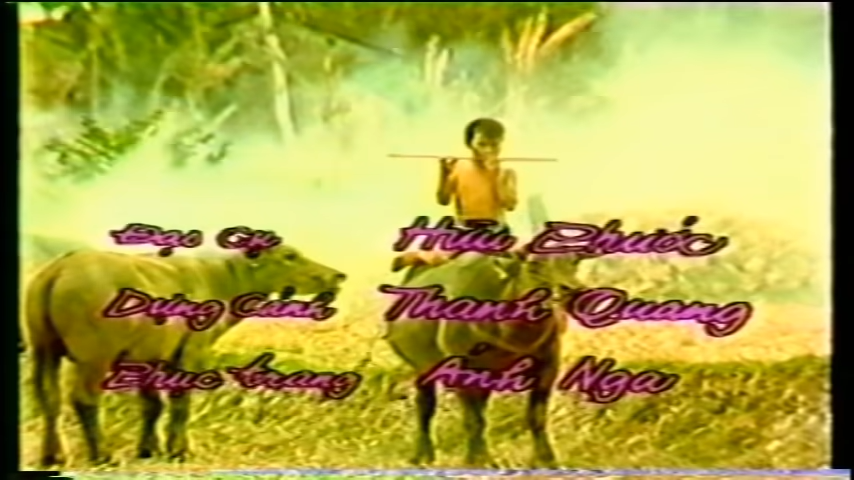 Đạo Cụ Hữu Phước
Dựng Cảnh Thanh Quang
Phục trang Ánh Nga